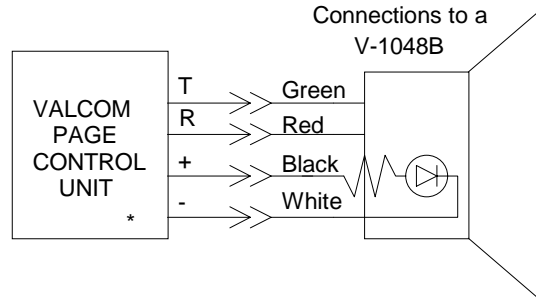 Connections to a
V-1048B
VALCOM
PAGE
CONTROL
UNIT
*
T
Green
R
Red
+
Black
-
White